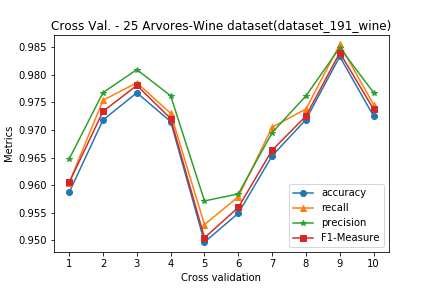 Cross Val. - 25 Arvores-Wine dataset(dataset_191_wine)
Metrics
0.985
0.980
0.975
0.970
0.965
0.960
0.955
0.950
accuracy
recall
precision
F1-Measure
1 2 3 4 5 6 7 8 9 10
Cross validation